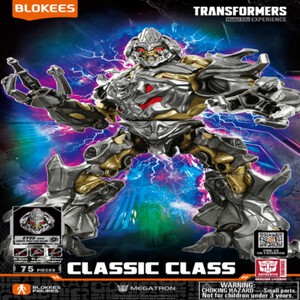 BLOKEES
TRANSFORMERS
EXPERIENCE
75 PIECES
CLASSIC CLASS
BLOKEES
FIGURES
MEGATRON
WARNING:
CHOKING HAZARD - Small parts.
Not for children under 3 years.